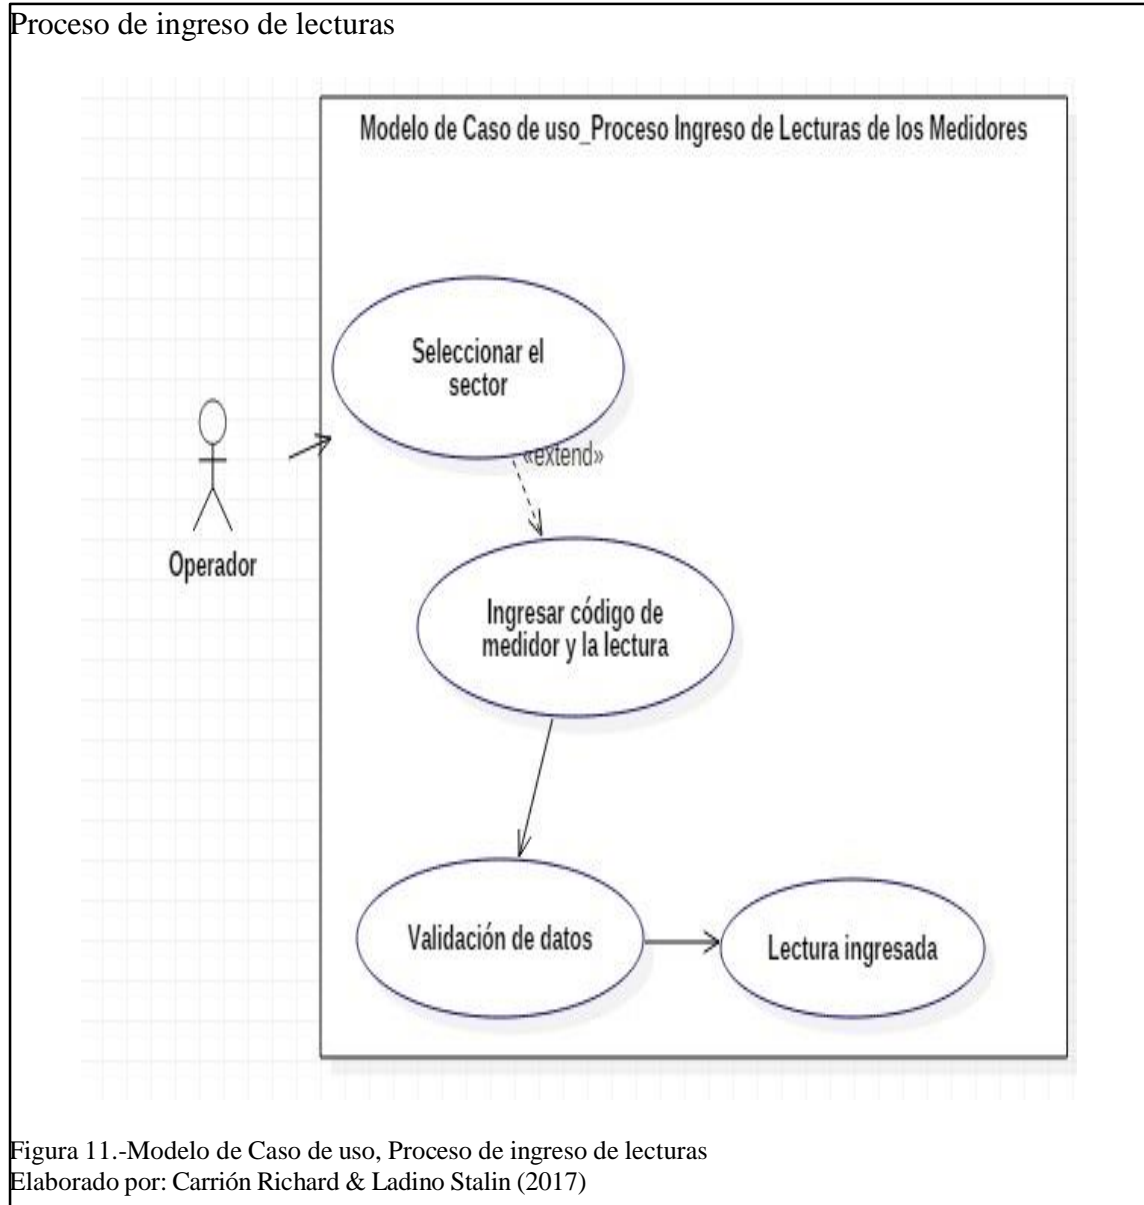 Proceso de ingreso de lecturas
Modelo de Caso de uso_Proceso Ingreso de Lecturas de los Medidores
Seleccionar el
sector
«extend»
Operador
Ingresar código de
medidor y la lectura
Validación de datos
Lectura ingresada
Figura 11.-Modelo de Caso de uso, Proceso de ingreso de lecturas
Elaborado por: Carrión Richard & Ladino Stalin (2017)